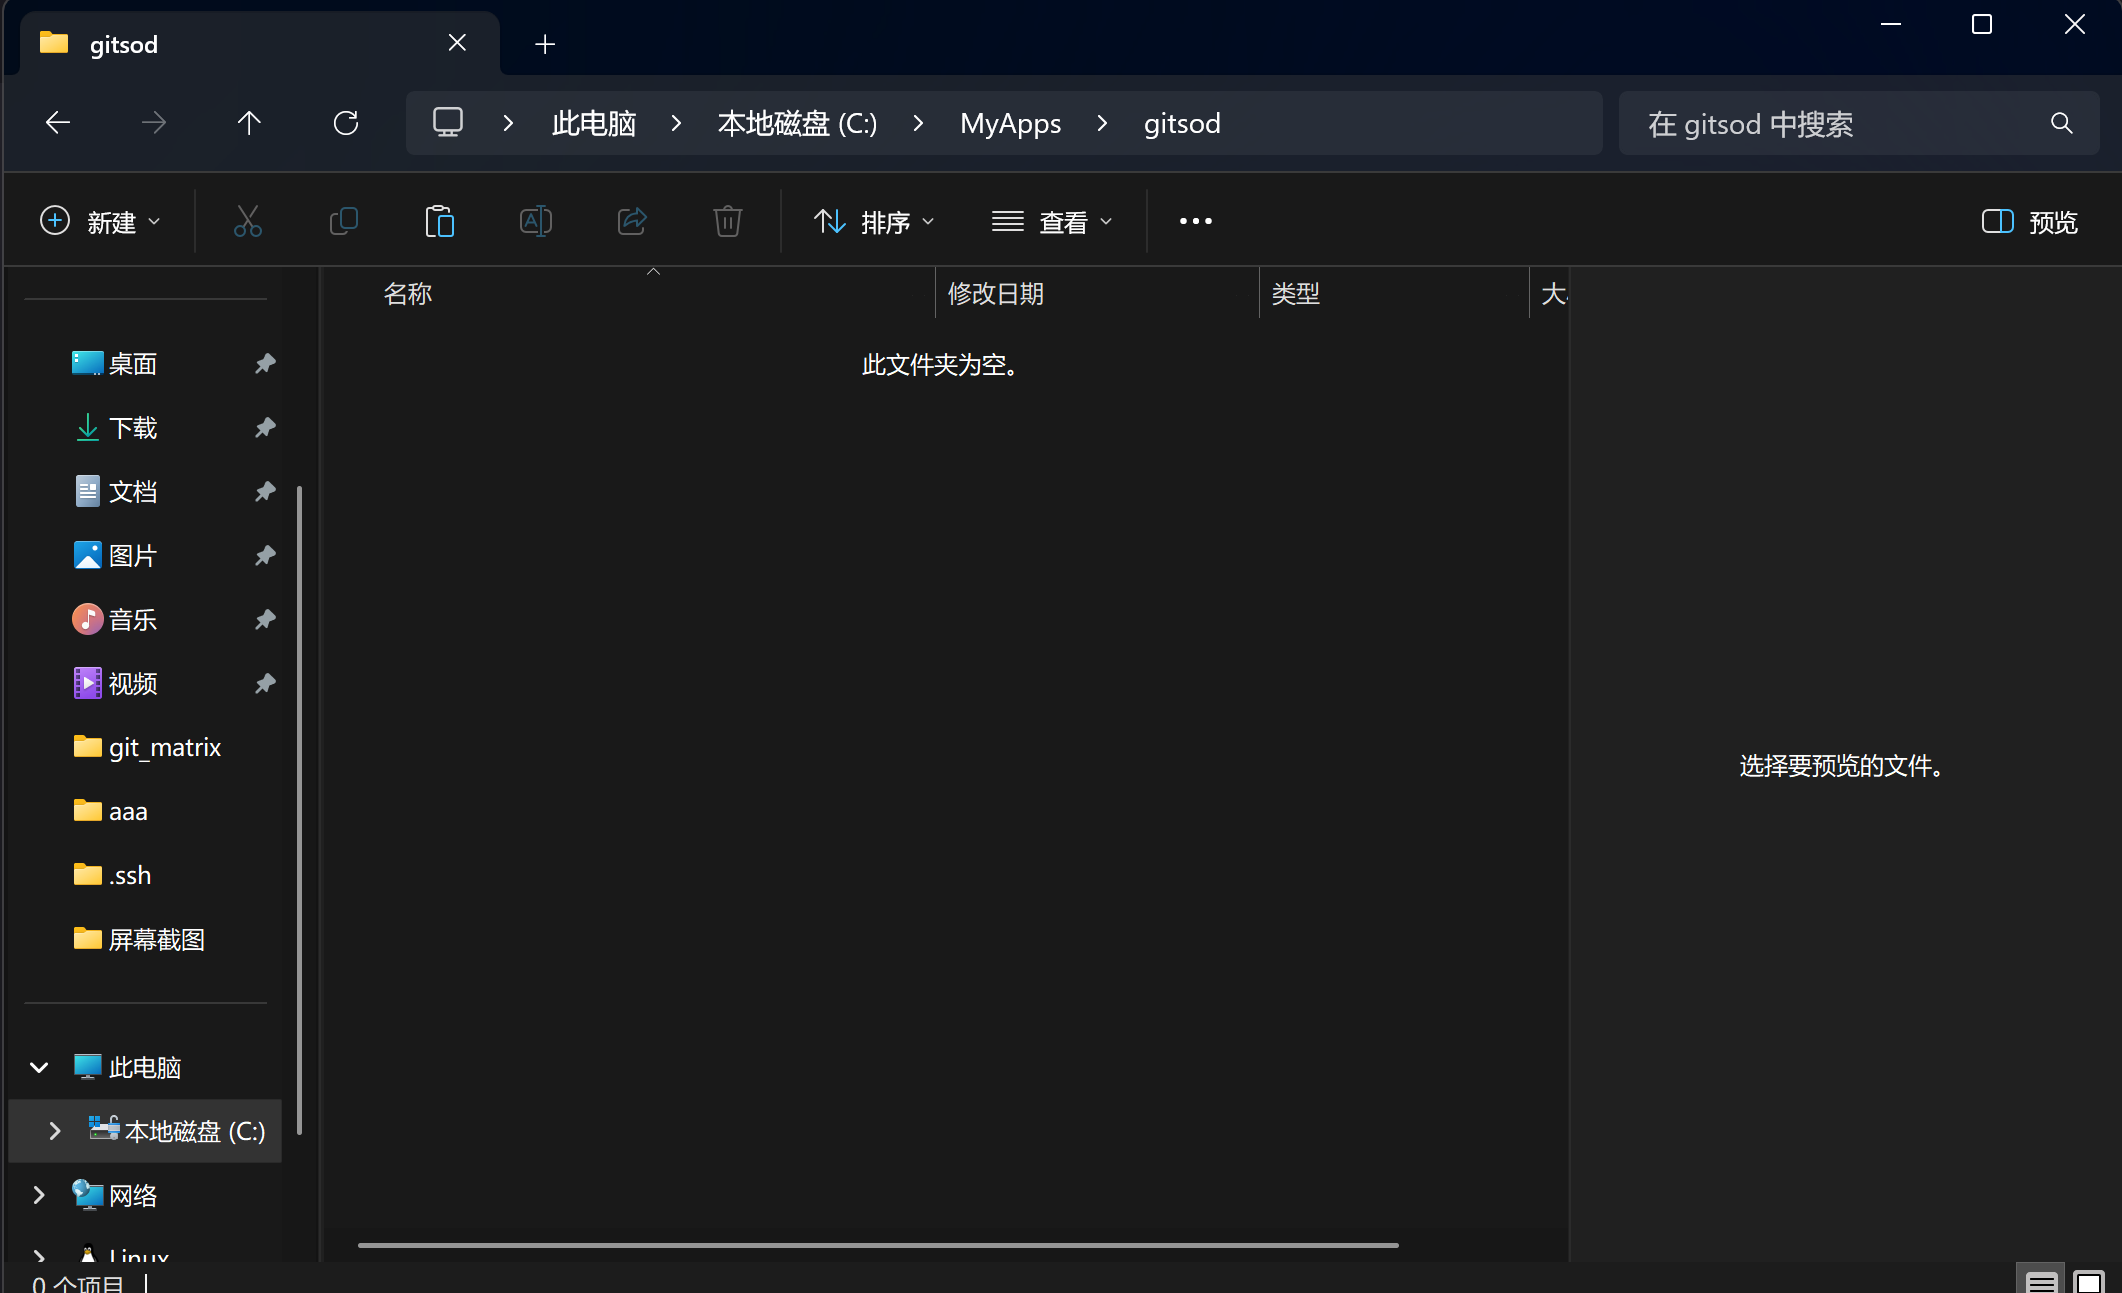 gitsod
此电脑 本地磁盘 (C:) MyApps gitsod
在 gitsod 中搜索
新建 排序 查看 预览
名称 修改日期 类型 大
此文件夹为空。
选择要预览的文件。
桌面
下载
文档
图片
音乐
视频
git_matrix
aaa
.ssh
屏幕截图
此电脑
本地磁盘 (C:)
网络
Linux
0 个项目